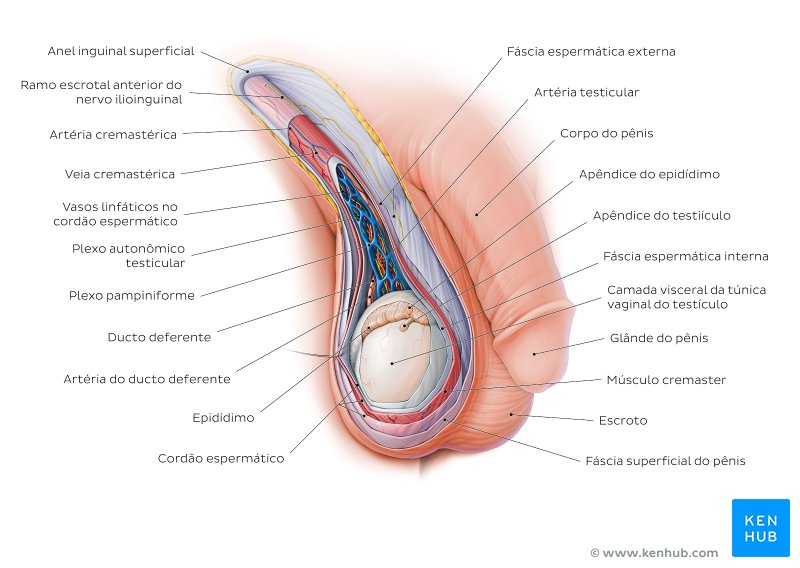 Anel inguinal superficial
Ramo escrotal anterior do
nervo ilioinguinal
Artéria cremastérica
Veia cremastérica
Vasos linfáticos no
cordão espermático
Plexo autonômico
testicular
Plexo pampiniforme
Ducto deferente
Artéria do ducto deferente
Epidídimo
Cordão espermático
Fáscia espermática externa
Artéria testicular
Corpo do pênis
Apêndice do epidídimo
Apêndice do testiículo
Fáscia espermática interna
Camada visceral da túnica
vaginal do testículo
Glânde do pênis
Músculo cremaster
Escroto
Fáscia superficial do pênis
KEN
HUB
© www.kenhub.com